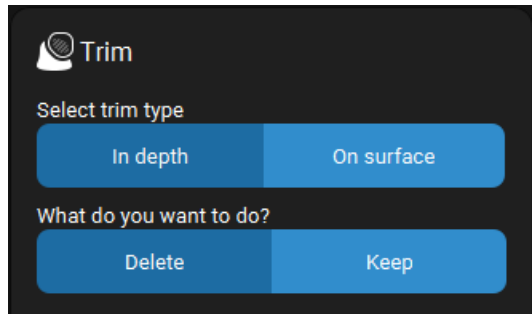 Trim
Select trim type
In depth On surface
What do you want to do?
Delete Keep